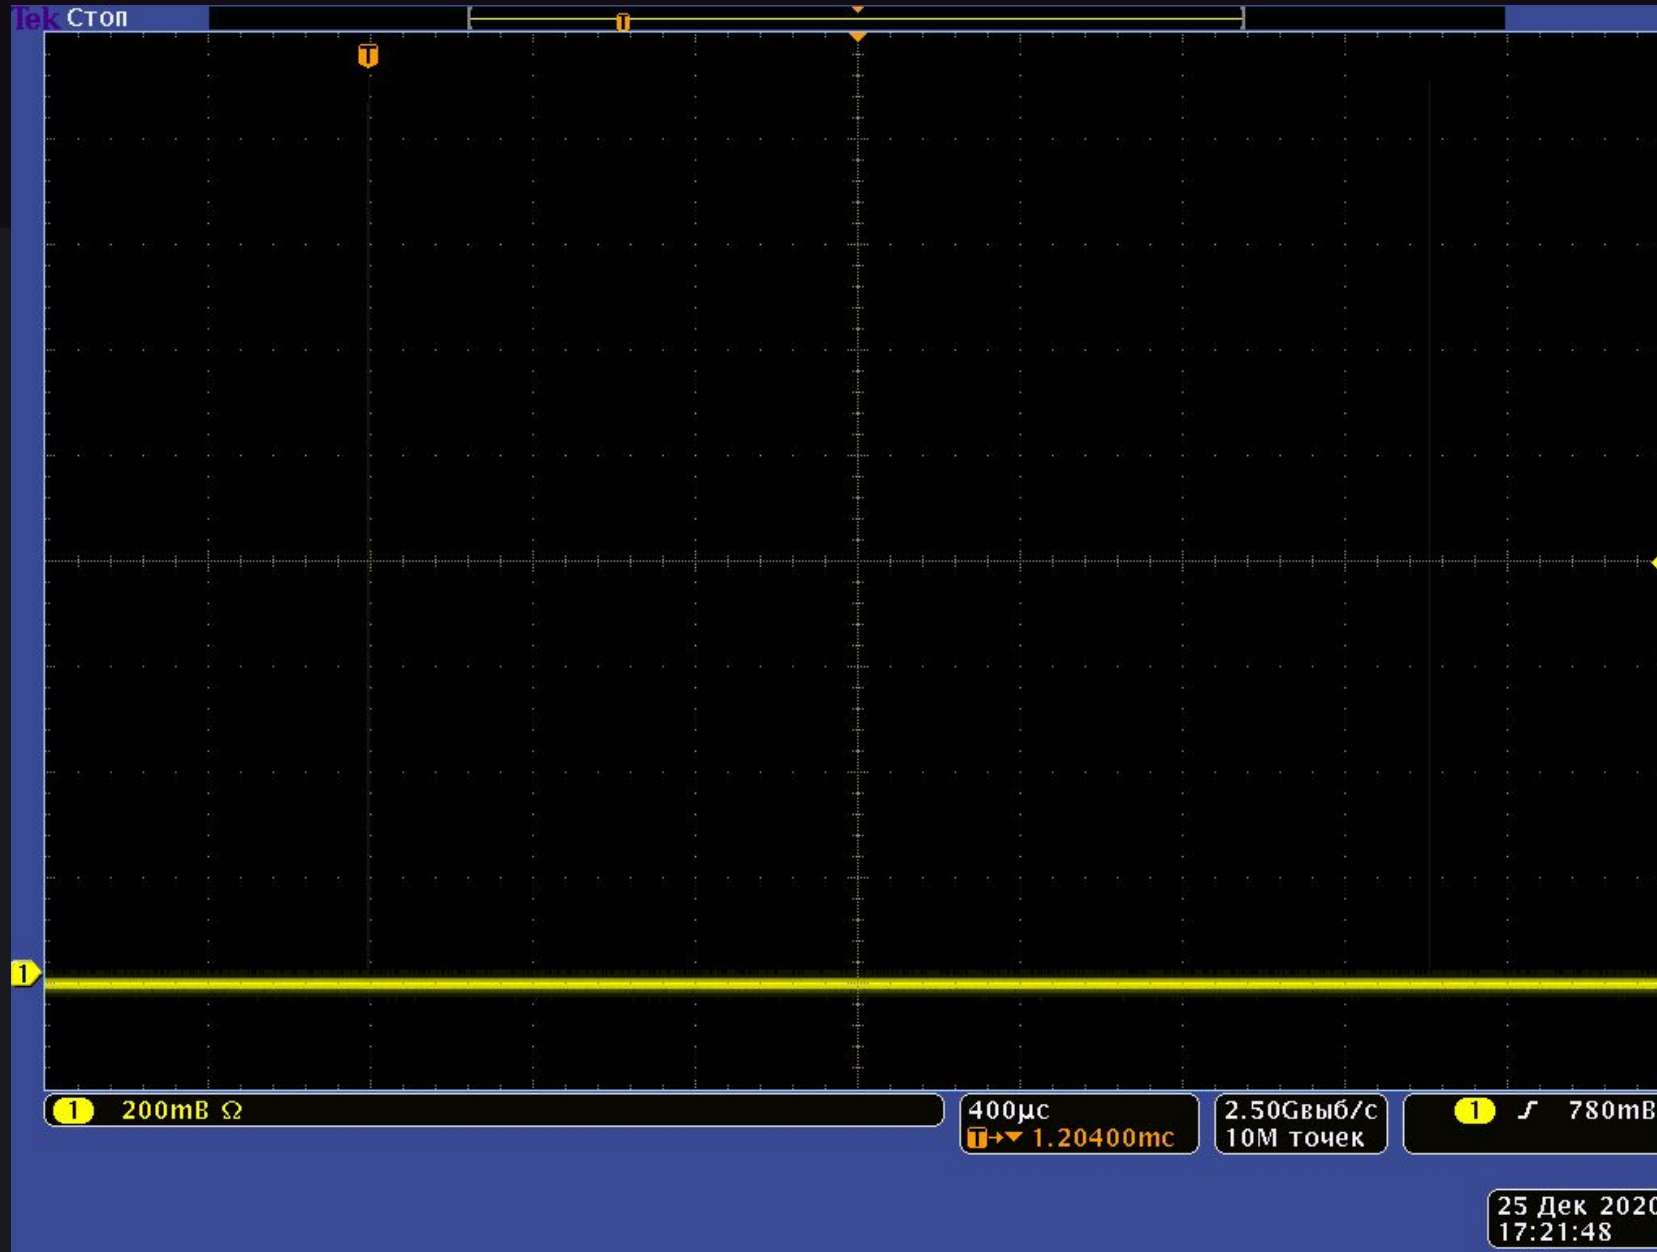 Tek Стоп
T
T
1
1 200mВ Ω
400μс
T→▼ 1.20400mс
2.50Gвыб/с
10M точек
1 ʃ 780mВ
25 Дек 2020
17:21:48